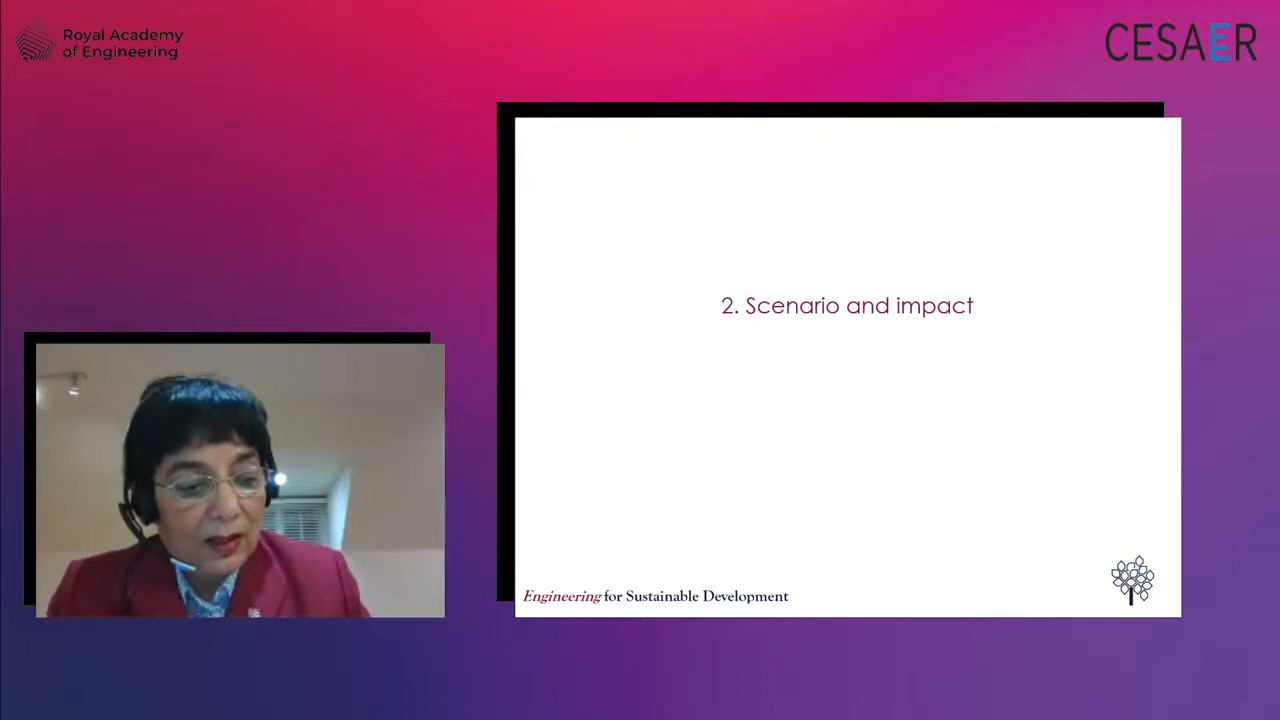 Royal Academy
of Engineering
CESAER
2. Scenario and impact
Engineering for Sustainable Development